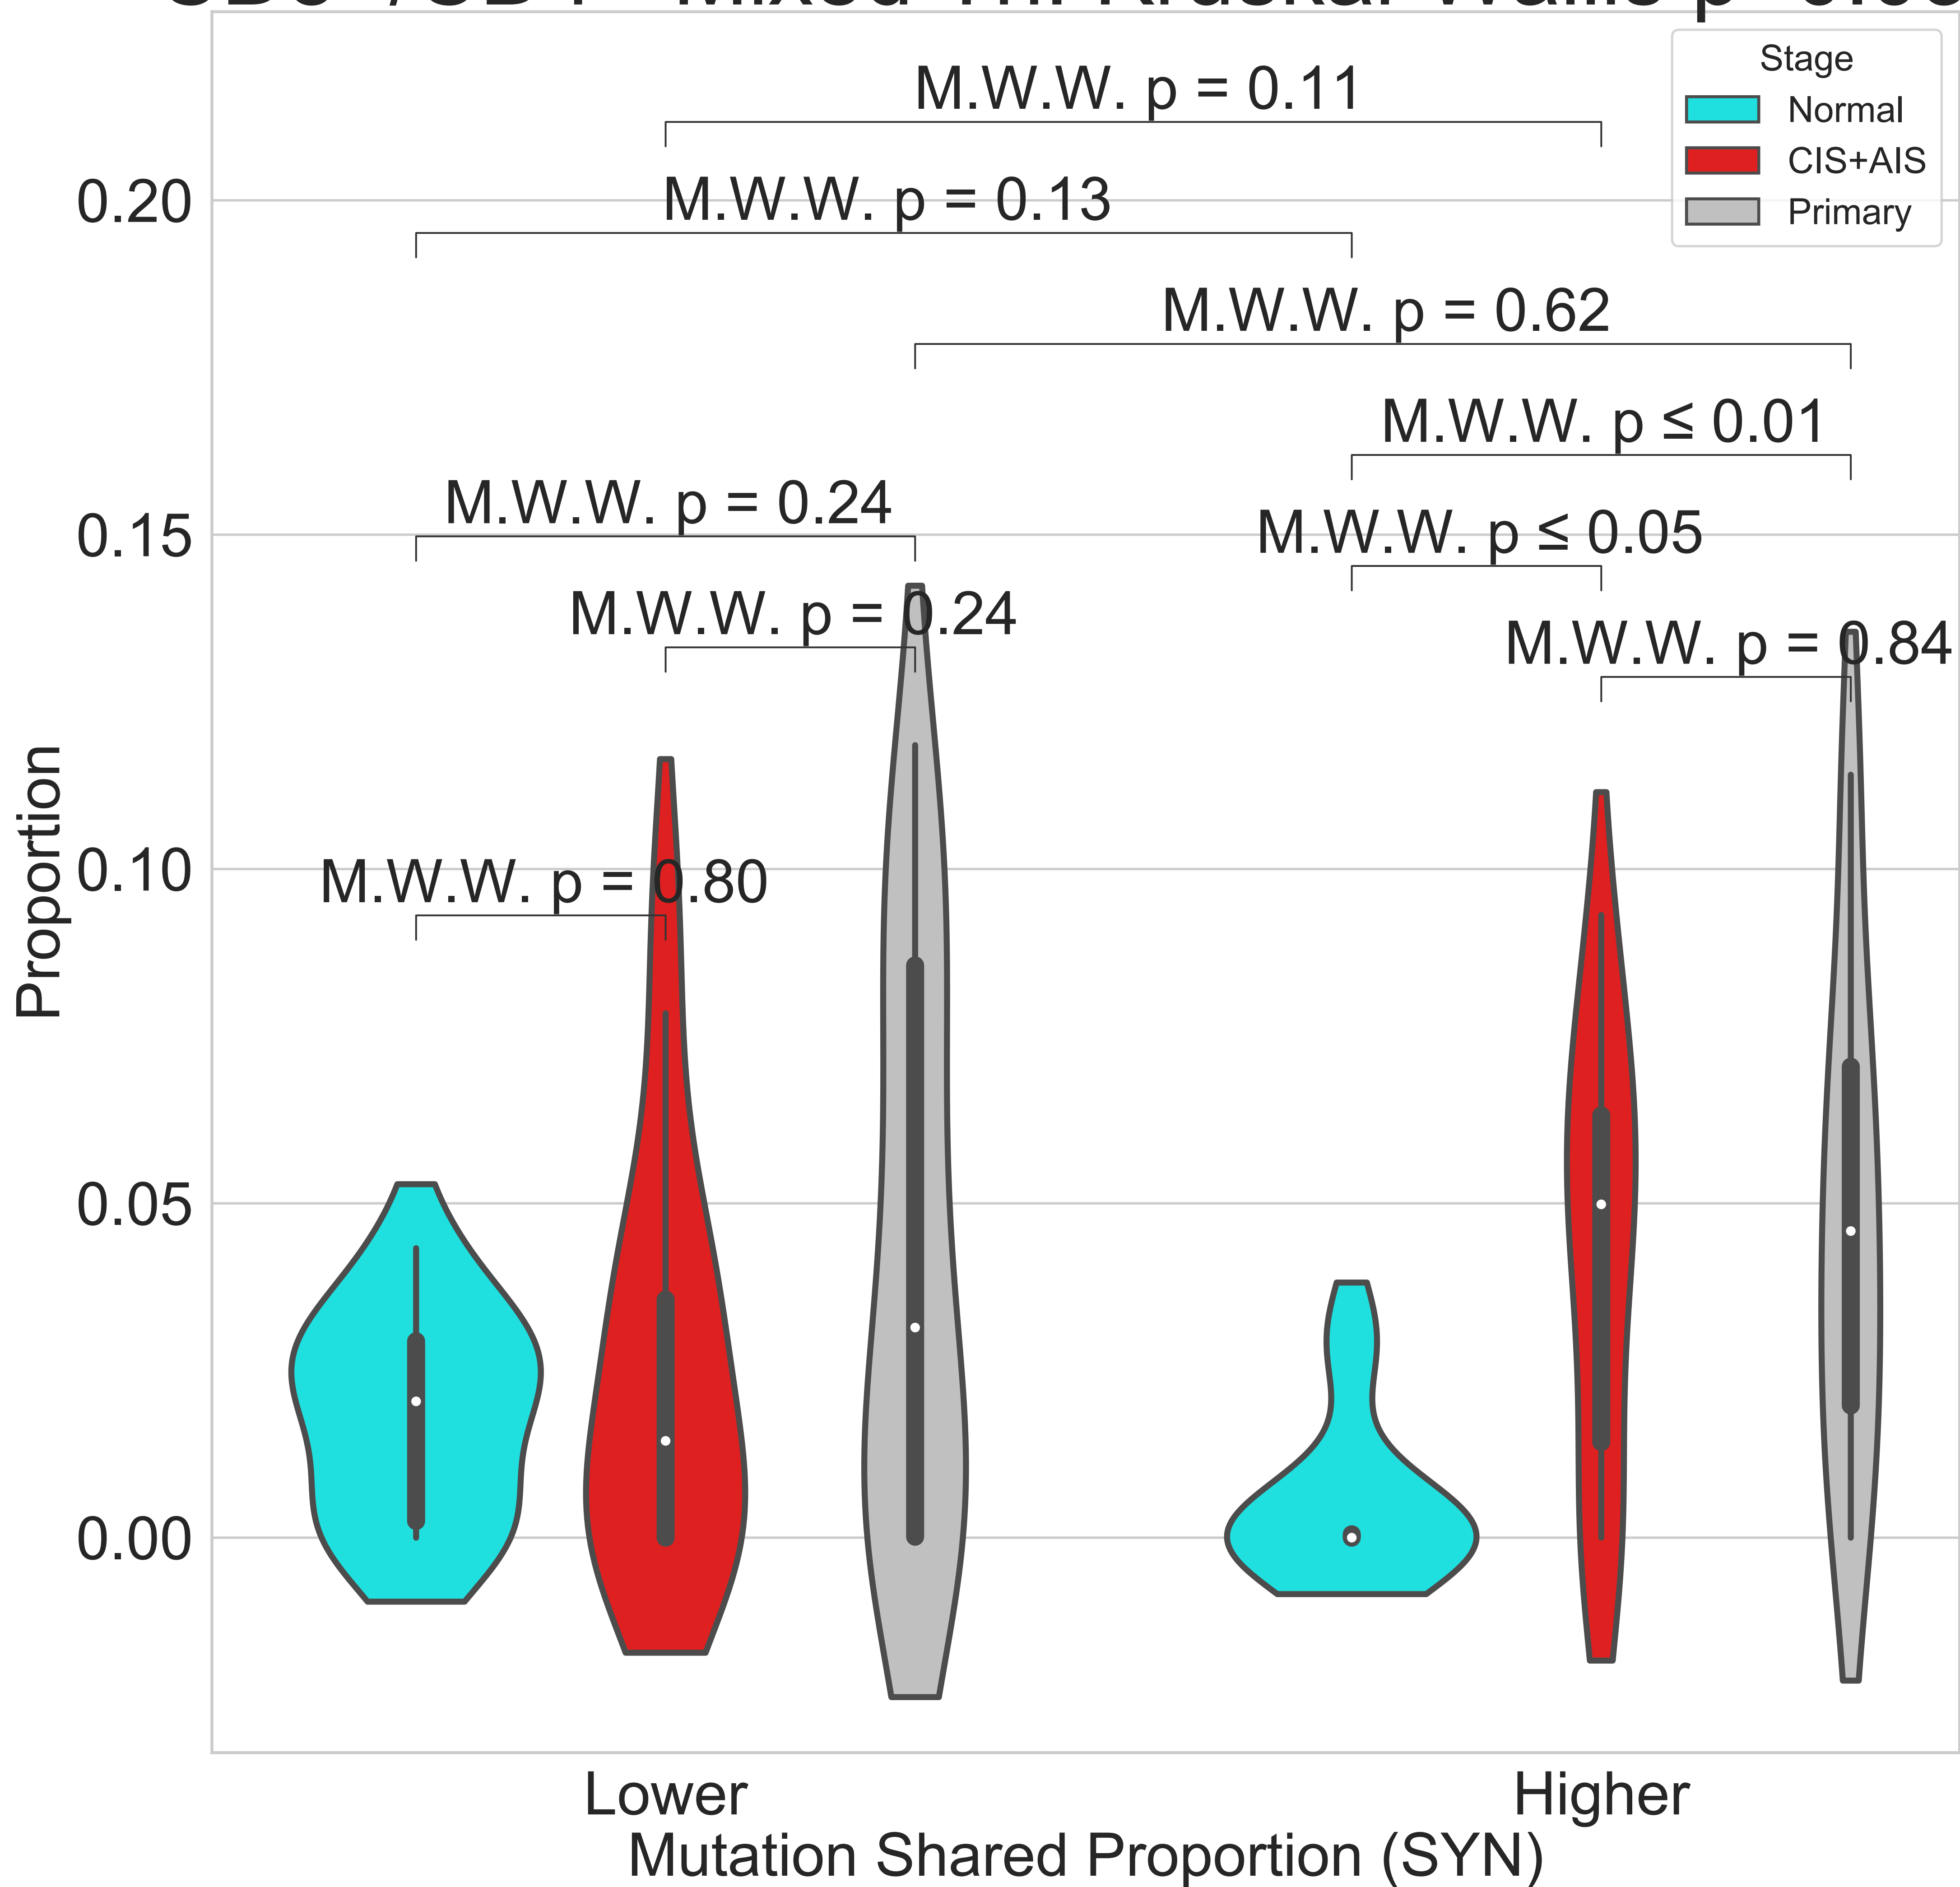 Stage
Normal
CIS+AIS
Primary
M.W.W. p = 0.11
M.W.W. p = 0.13
M.W.W. p = 0.62
M.W.W. p ≤ 0.01
M.W.W. p = 0.24
M.W.W. p ≤ 0.05
M.W.W. p = 0.24
M.W.W. p = 0.84
M.W.W. p = 0.80
0.20
0.15
0.10
0.05
0.00
Proportion
Lower
Higher
Mutation Shared Proportion (SYN)